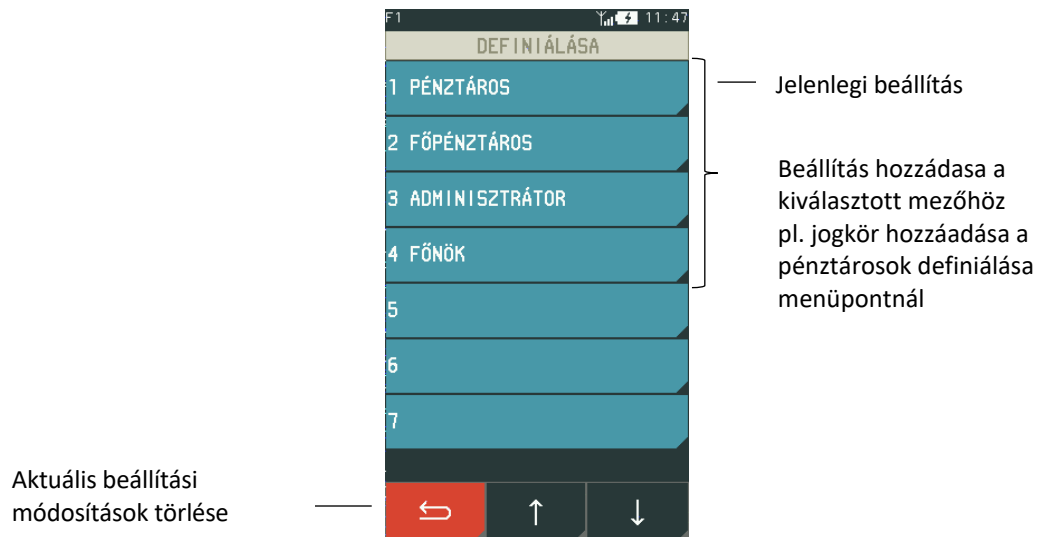 F1 11:47
DEFINIÁLÁSA
1 PÉNZTÁROS
2 FŐPÉNZTÁROS
3 ADMINISZTRÁTOR
4 FŐNÖK
5
6
7
Jelenlegi beállítás
Beállítás hozzádasa a
kiválasztott mezőhöz
pl. jogkör hozzáadása a
pénztárosok definiálása
menüpontnál
Aktuális beállítási
módosítások törlése